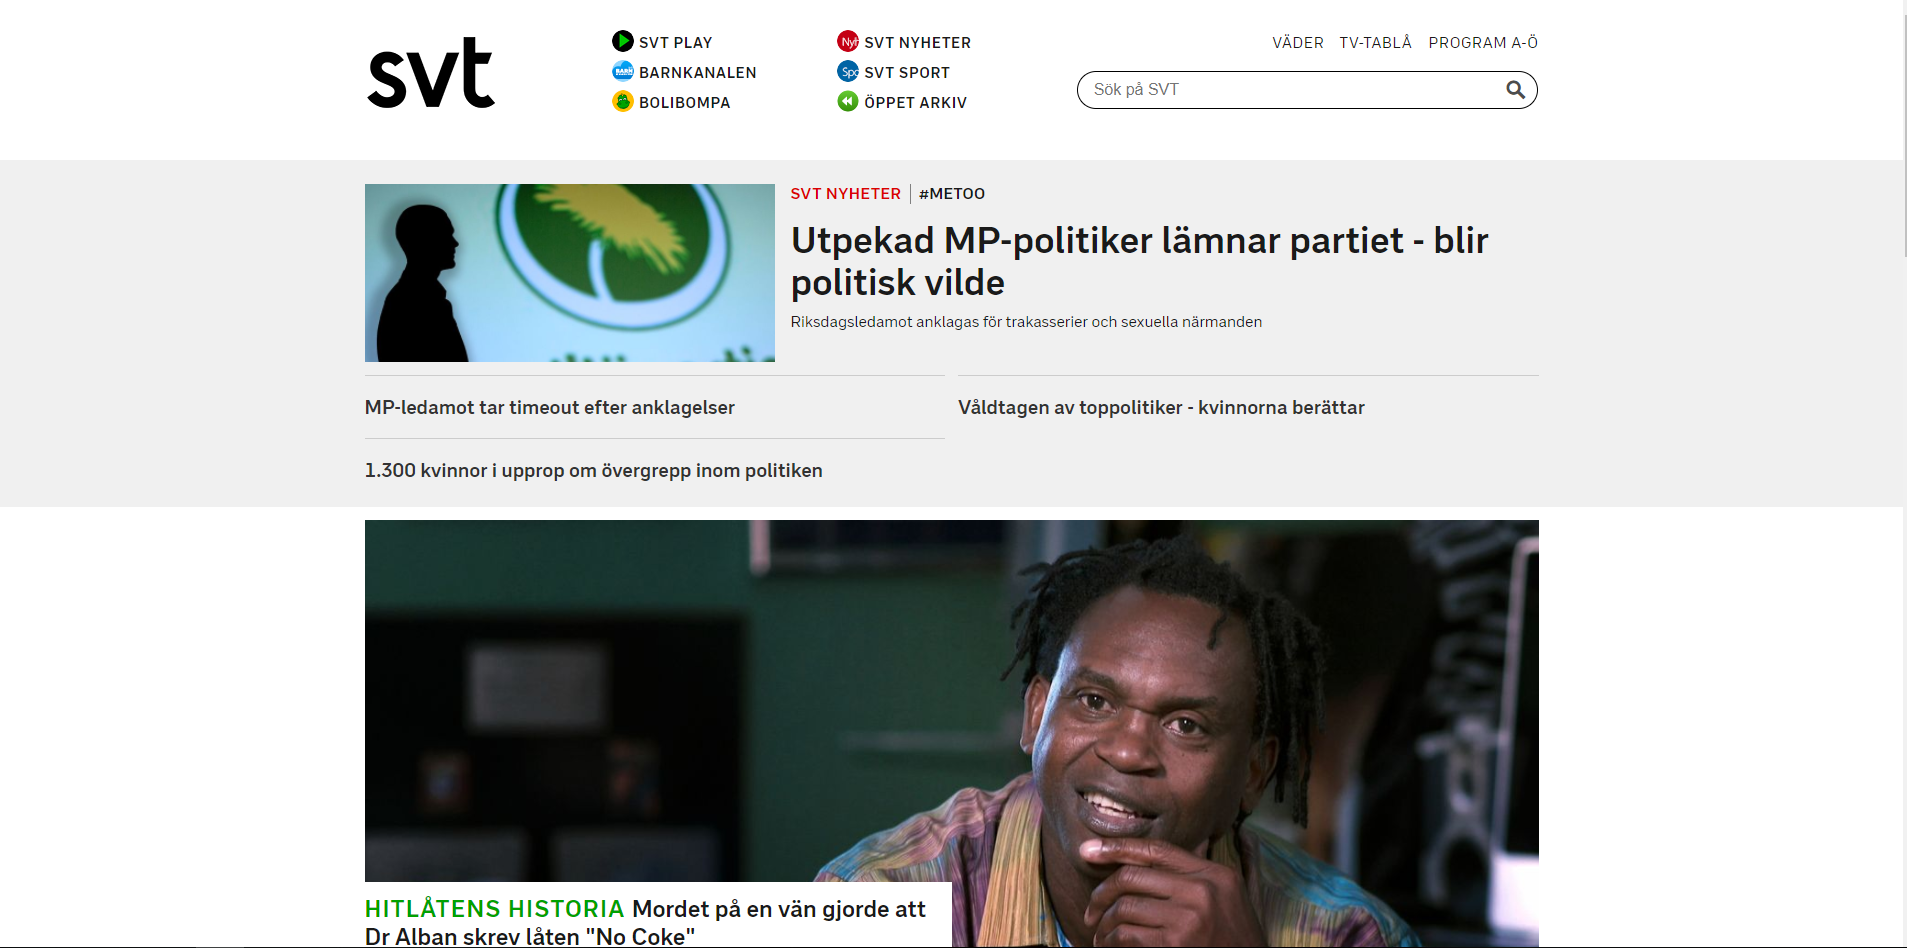 svt
SVT PLAY
BARNKANALEN
BOLIBOMPA
SVT NYHETER
SVT SPORT
ÖPPET ARKIV
VÄDER TV-TABLÅ PROGRAM A-Ö
Sök på SVT
SVT NYHETER #METOO
Utpekad MP-politiker lämnar partiet - blir
politisk vilde
Riksdagsledamot anklagas för trakasserier och sexuella närmanden
MP-ledamot tar timeout efter anklagelser
Våldtagen av toppolitiker - kvinnorna berättar
1.300 kvinnor i upprop om övergrepp inom politiken
HITLÅTENS HISTORIA Mordet på en vän gjorde att
Dr Alban skrev låten "No Coke"